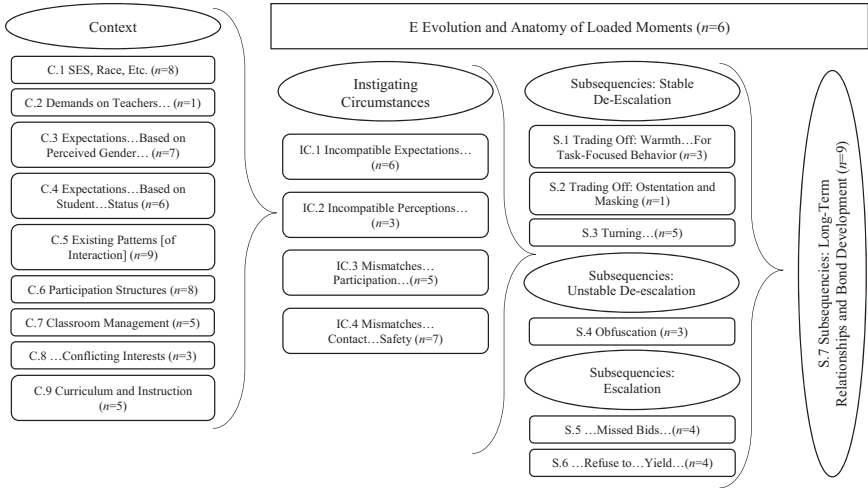 Context
C.1 SES, Race, Etc. (n=8)
C.2 Demands on Teachers… (n=1)
C.3 Expectations…Based on
Perceived Gender… (n=7)
C.4 Expectations…Based on
Student…Status (n=6)
C.5 Existing Patterns [of
Interaction] (n=9)
C.6 Participation Structures (n=8)
C.7 Classroom Management (n=5)
C.8 …Conflicting Interests (n=3)
C.9 Curriculum and Instruction
(n=5)
E Evolution and Anatomy of Loaded Moments (n=6)
Instigating
Circumstances
IC.1 Incompatible Expectations…
(n=6)
IC.2 Incompatible Perceptions…
(n=3)
IC.3 Mismatches…
Participation…(n=5)
IC.4 Mismatches…
Contact…Safety (n=7)
Subsequencies: Stable
De-Escalation
S.1 Trading Off: Warmth…For
Task-Focused Behavior (n=3)
S.2 Trading Off: Ostentation and
Masking (n=1)
S.3 Turning…(n=5)
Subsequencies:
Unstable De-escalation
S.4 Obfuscation (n=3)
Subsequencies:
Escalation
S.5 …Missed Bids…(n=4)
S.6 …Refuse to…Yield…(n=4)
S.7 Subsequencies: Long-Term
Relationships and Bond Development (n=9)